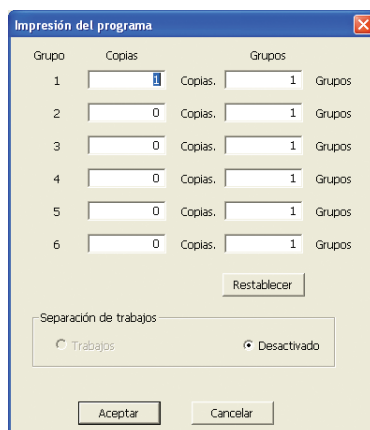 Impresión del programa
Grupo Copias Grupos
1 1 Copias. 1 Grupos
2 0 Copias. 1 Grupos
3 0 Copias. 1 Grupos
4 0 Copias. 1 Grupos
5 0 Copias. 1 Grupos
6 0 Copias. 1 Grupos
Restablecer
Separación de trabajos
Trabajos Desactivado
Aceptar Cancelar